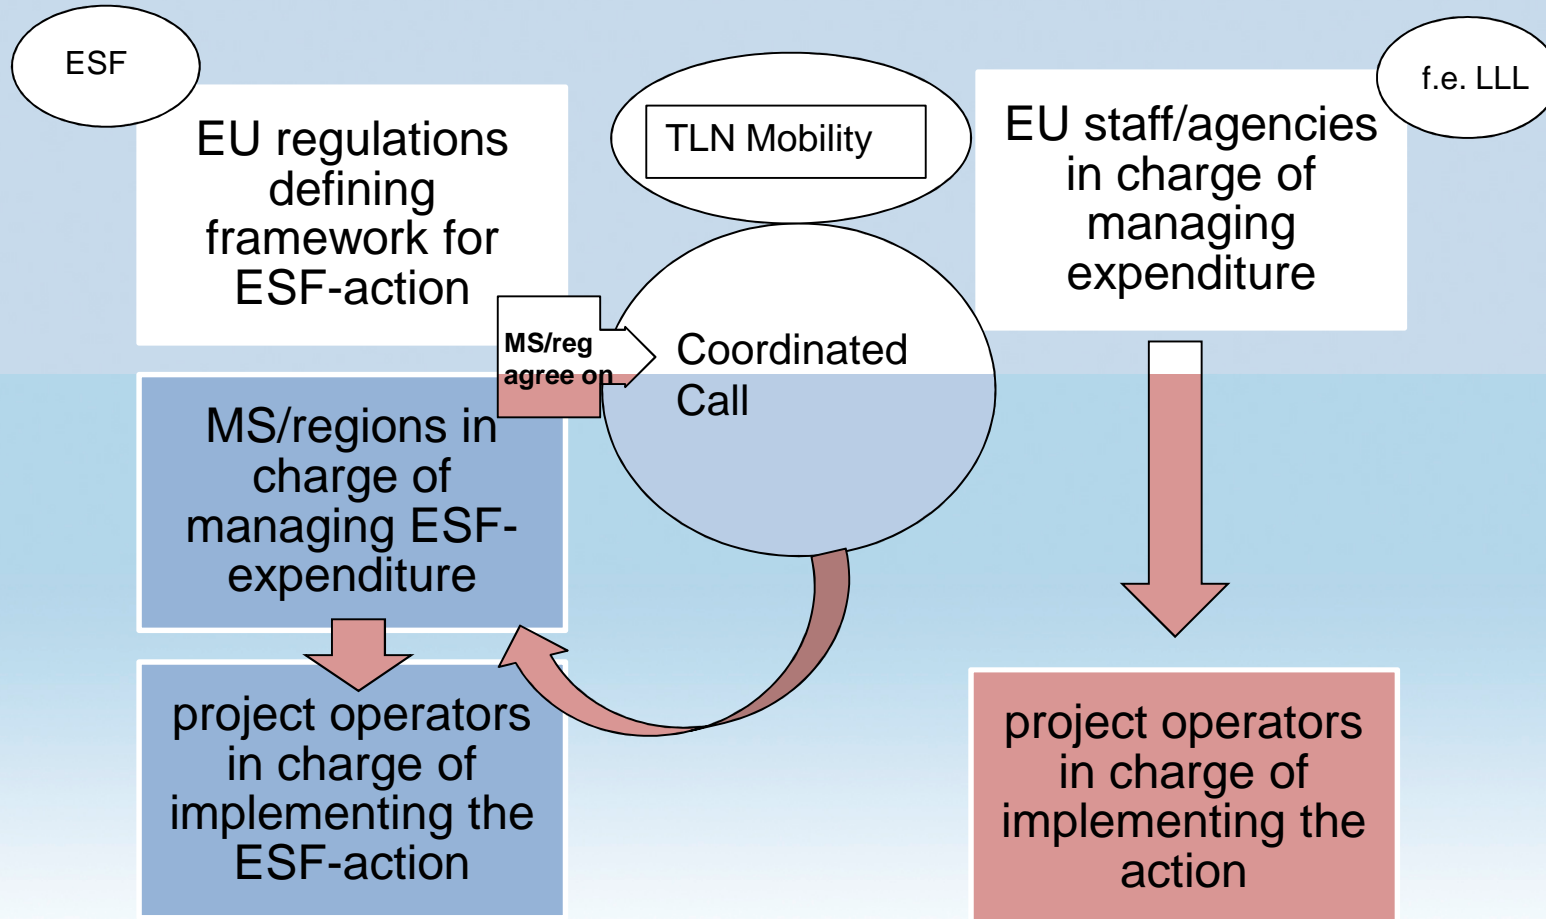 ESF
EU regulations
defining
framework for
ESF-action
TLN Mobility
EU staff/agencies
in charge of
managing
expenditure
f.e. LLL
MS/reg
agree on
Coordinated
Call
MS/regions in
charge of
managing ESF-
expenditure
project operators
in charge of
implementing the
ESF-action
project operators
in charge of
implementing the
action